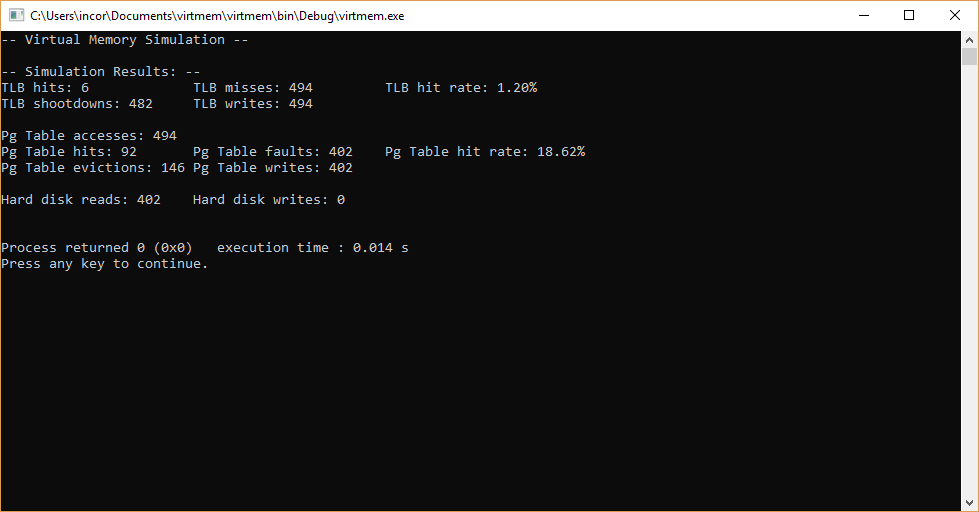 C:\Users\incor\Documents\virtmem\virtmem\bin\Debug\virtmem.exe
-- Virtual Memory Simulation --
-- Simulation Results: --
TLB hits: 6 TLB misses: 494 TLB hit rate: 1.20%
TLB shootdowns: 482 TLB writes: 494
Pg Table accesses: 494
Pg Table hits: 92 Pg Table faults: 402 Pg Table hit rate: 18.62%
Pg Table evictions: 146 Pg Table writes: 402
Hard disk reads: 402 Hard disk writes: 0
Process returned 0 (0x0) execution time : 0.014 s
Press any key to continue.